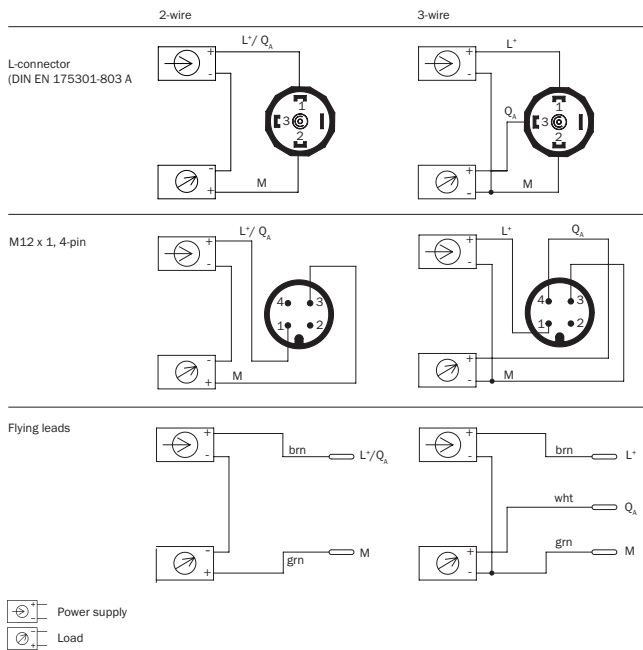 2-wire 3-wire
L-connector
(DIN EN 175301-803 A
+ L⁺/ Q_A
-
1
3
2
-
+ M
+ L⁺
-
1
Q_A 3
2
+
- M
M12 x 1, 4-pin
+ L⁺/ Q_A
-
4 3
1 2
-
+ M
+ L⁺ Q_A
-
4 3
1 2
+
- M
Flying leads
+
- brn L⁺/Q_A
-
+ grn M
+
- brn L⁺
wht Q_A
+
- grn M
+
- Power supply
-
+ Load